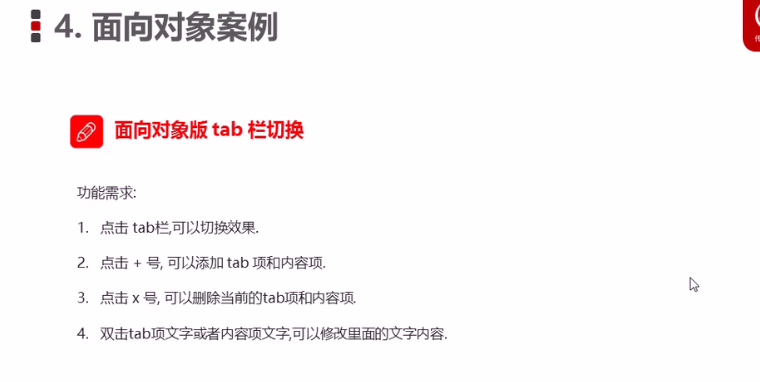 4. 面向对象案例
面向对象版 tab 栏切换
功能需求:
1. 点击 tab栏,可以切换效果.
2. 点击 + 号, 可以添加 tab 项和内容项.
3. 点击 x 号, 可以删除当前的tab项和内容项.
4. 双击tab项文字或者内容项文字,可以修改里面的文字内容.